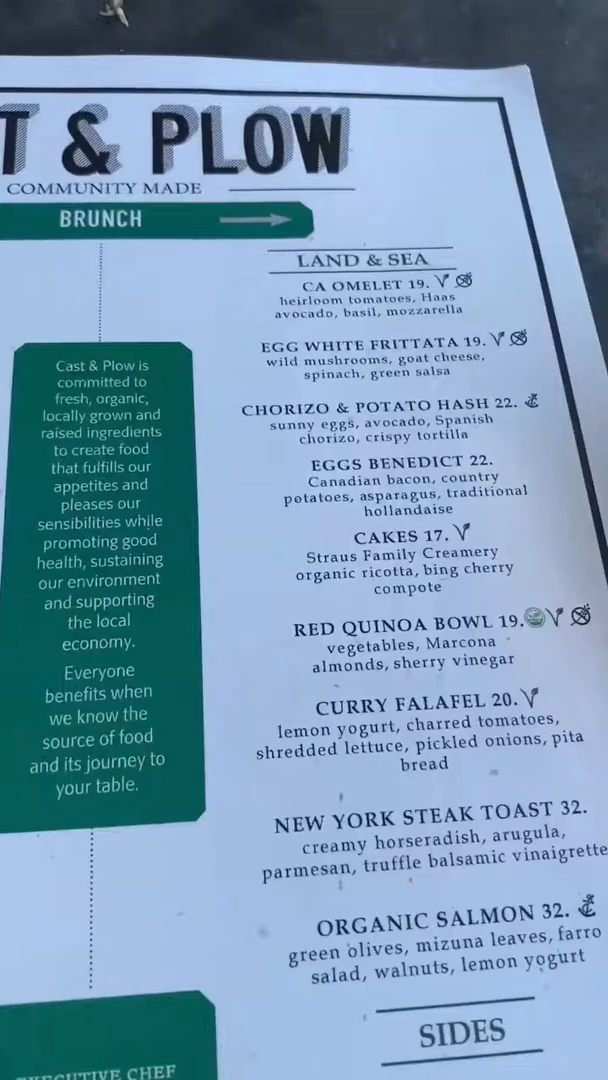 T & PLOW
COMMUNITY MADE
BRUNCH
Cast & Plow is
committed to
fresh, organic,
locally grown and
raised ingredients
to create food
that fulfills our
appetites and
pleases our
sensibilities while
promoting good
health, sustaining
our environment
and supporting
the local
economy.
Everyone
benefits when
we know the
source of food
and its journey to
your table.
EXECUTIVE CHEF
LAND & SEA
CA OMELET 19.
heirloom tomatoes, Haas
avocado, basil, mozzarella
EGG WHITE FRITTATA 19.
wild mushrooms, goat cheese,
spinach, green salsa
CHORIZO & POTATO HASH 22.
sunny eggs, avocado, Spanish
chorizo, crispy tortilla
EGGS BENEDICT 22.
Canadian bacon, country
potatoes, asparagus, traditional
hollandaise
CAKES 17.
Straus Family Creamery
organic ricotta, bing cherry
compote
RED QUINOA BOWL 19.
vegetables, Marcona
almonds, sherry vinegar
CURRY FALAFEL 20.
lemon yogurt, charred tomatoes,
shredded lettuce, pickled onions, pita
bread
NEW YORK STEAK TOAST 32.
creamy horseradish, arugula,
parmesan, truffle balsamic vinaigrette
ORGANIC SALMON 32.
green olives, mizuna leaves, farro
salad, walnuts, lemon yogurt
SIDES